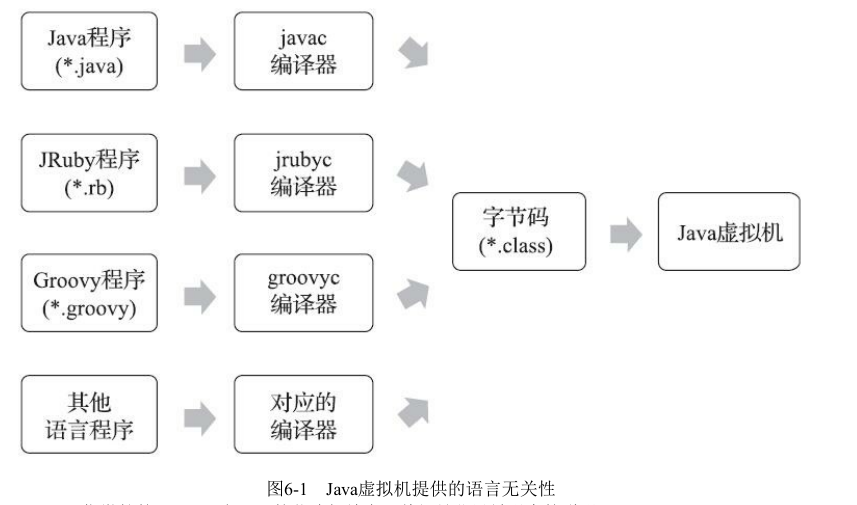 Java程序
(*.java)
javac
编译器
JRuby程序
(*.rb)
jrubyc
编译器
字节码
(*.class)
Java虚拟机
Groovy程序
(*.groovy)
groovyc
编译器
其他
语言程序
对应的
编译器
图6-1 Java虚拟机提供的语言无关性